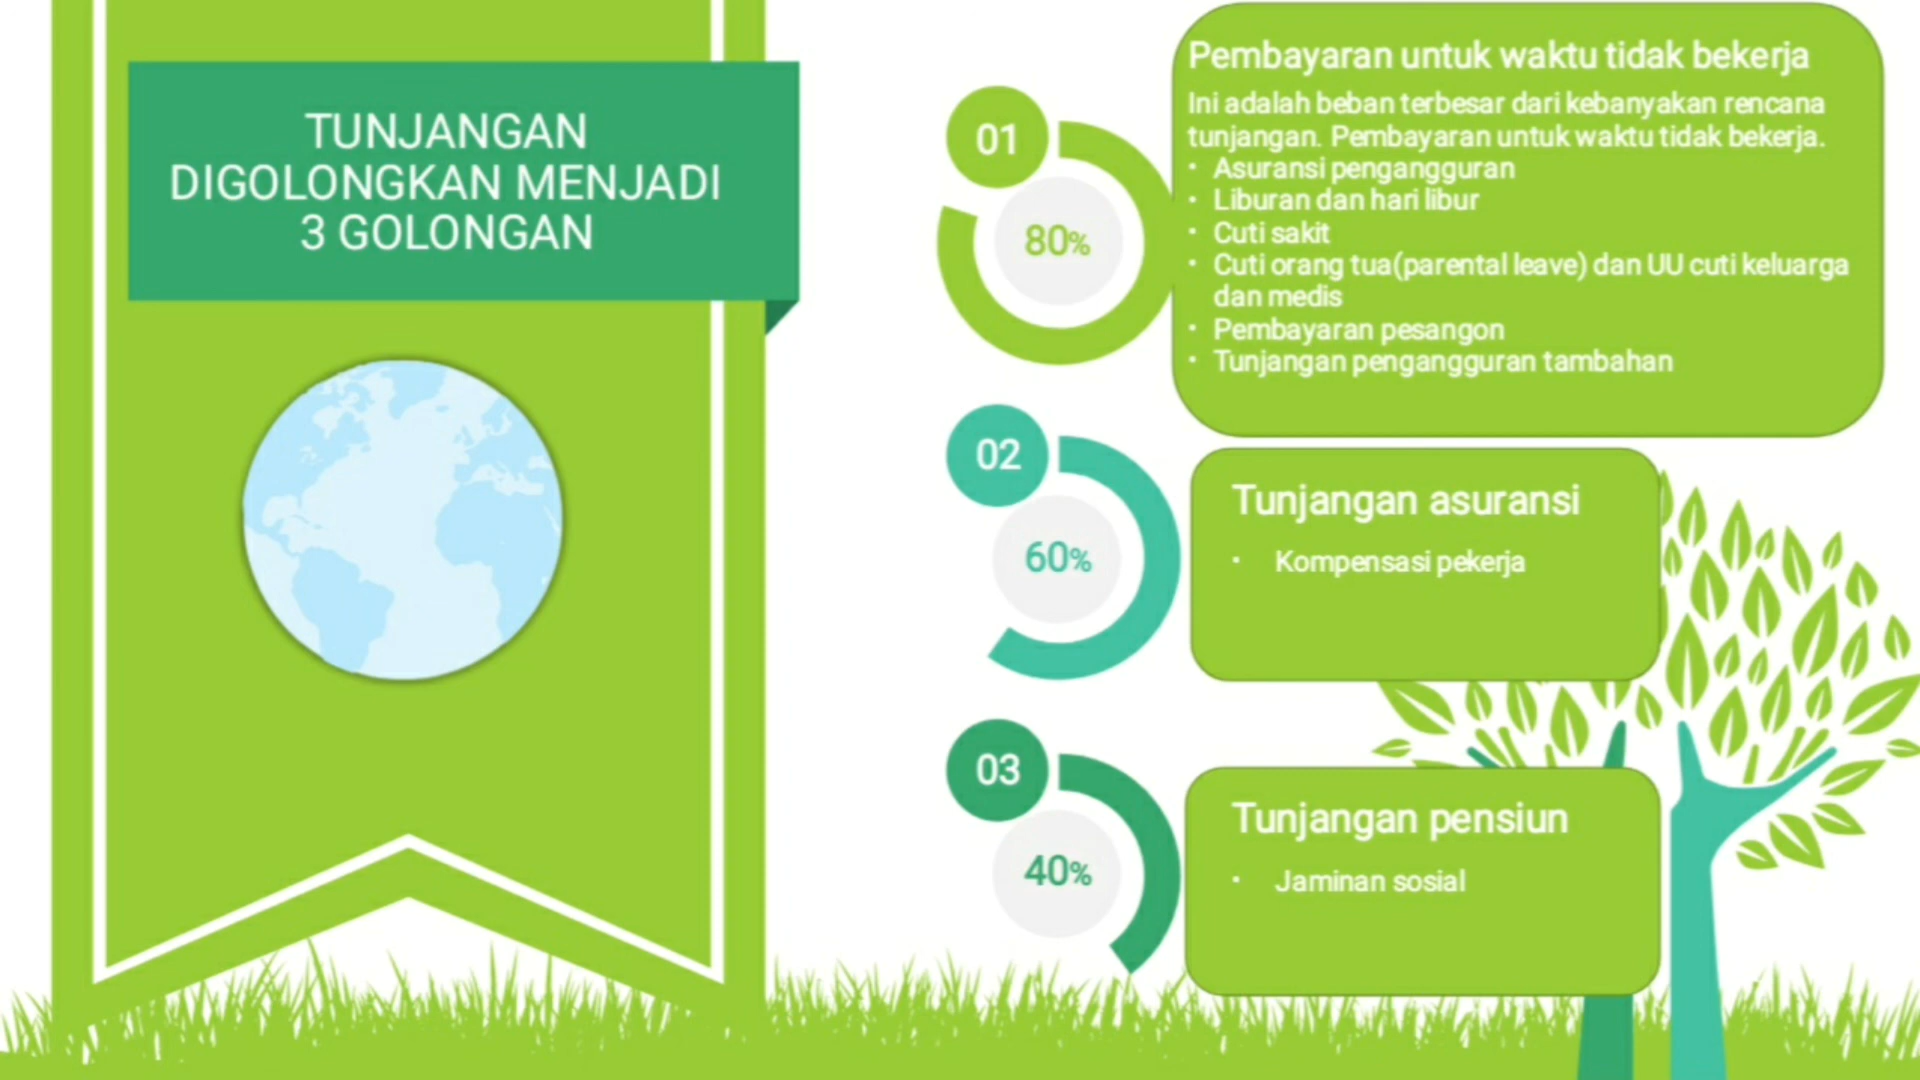 TUNJANGAN
DIGOLONGKAN MENJADI
3 GOLONGAN
01
80%
Pembayaran untuk waktu tidak bekerja
Ini adalah beban terbesar dari kebanyakan rencana
tunjangan. Pembayaran untuk waktu tidak bekerja.
• Asuransi pengangguran
• Liburan dan hari libur
• Cuti sakit
• Cuti orang tua(parental leave) dan UU cuti keluarga
dan medis
• Pembayaran pesangon
• Tunjangan pengangguran tambahan
02
60%
Tunjangan asuransi
• Kompensasi pekerja
03
40%
Tunjangan pensiun
• Jaminan sosial